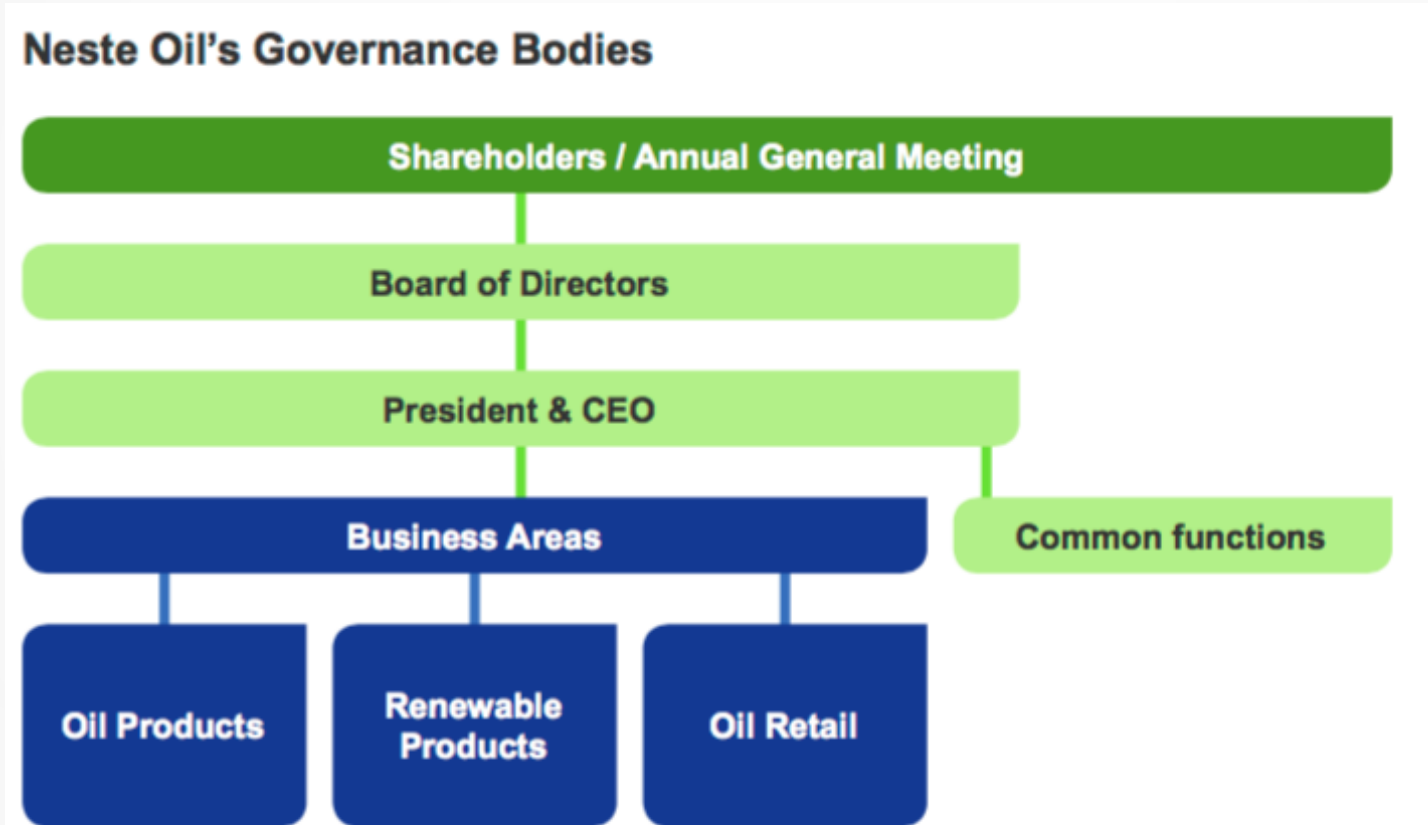 Neste Oil's Governance Bodies
Shareholders / Annual General Meeting
Board of Directors
President & CEO
Business Areas
Common functions
Oil Products
Renewable
Products
Oil Retail